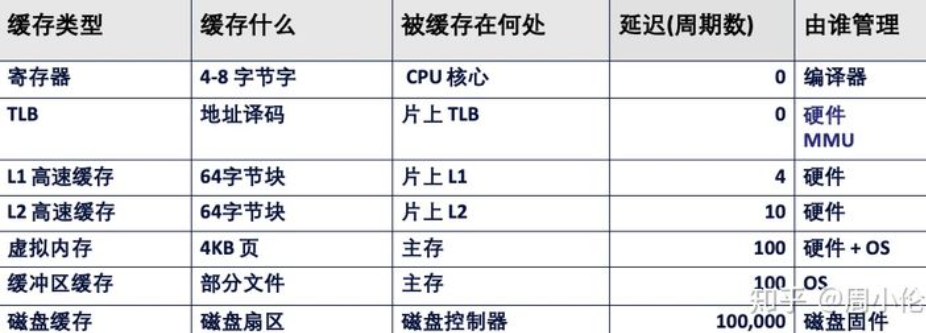 缓存类型 缓存什么 被缓存在何处 延迟(周期数) 由谁管理
寄存器 4-8 字节字 CPU 核心 0 编译器
TLB 地址译码 片上 TLB 0 硬件
MMU
L1 高速缓存 64字节块 片上 L1 4 硬件
L2 高速缓存 64字节块 片上 L2 10 硬件
虚拟内存 4KB 页 主存 100 硬件 + OS
缓冲区缓存 部分文件 主存 100 OS
磁盘缓存 磁盘扇区 磁盘控制器 100,000 磁盘固件
知乎 @周小伦